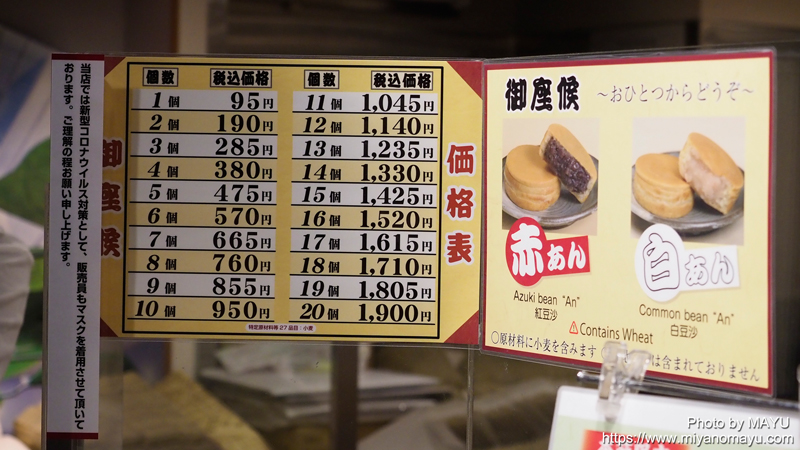 当店では新型コロナウイルス対策として、販売員もマスクを着用させて頂いて
おります。ご理解の程お願い申し上げます。
御座候
個数 税込価格 個数 税込価格
1個 95円 11個 1,045円
2個 190円 12個 1,140円
3個 285円 13個 1,235円
4個 380円 14個 1,330円
5個 475円 15個 1,425円
6個 570円 16個 1,520円
7個 665円 17個 1,615円
8個 760円 18個 1,710円
9個 855円 19個 1,805円
10個 950円 20個 1,900円
特定原材料等27品目:小麦
価格表
御座候 〜おひとつからどうぞ〜
赤あん
Azuki bean "An"
紅豆沙
白あん
Common bean "An"
白豆沙
⚠Contains Wheat
〇原材料に小麦を含みます
は含まれておりません
Photo by MAYU
https://www.miyanomayu.com